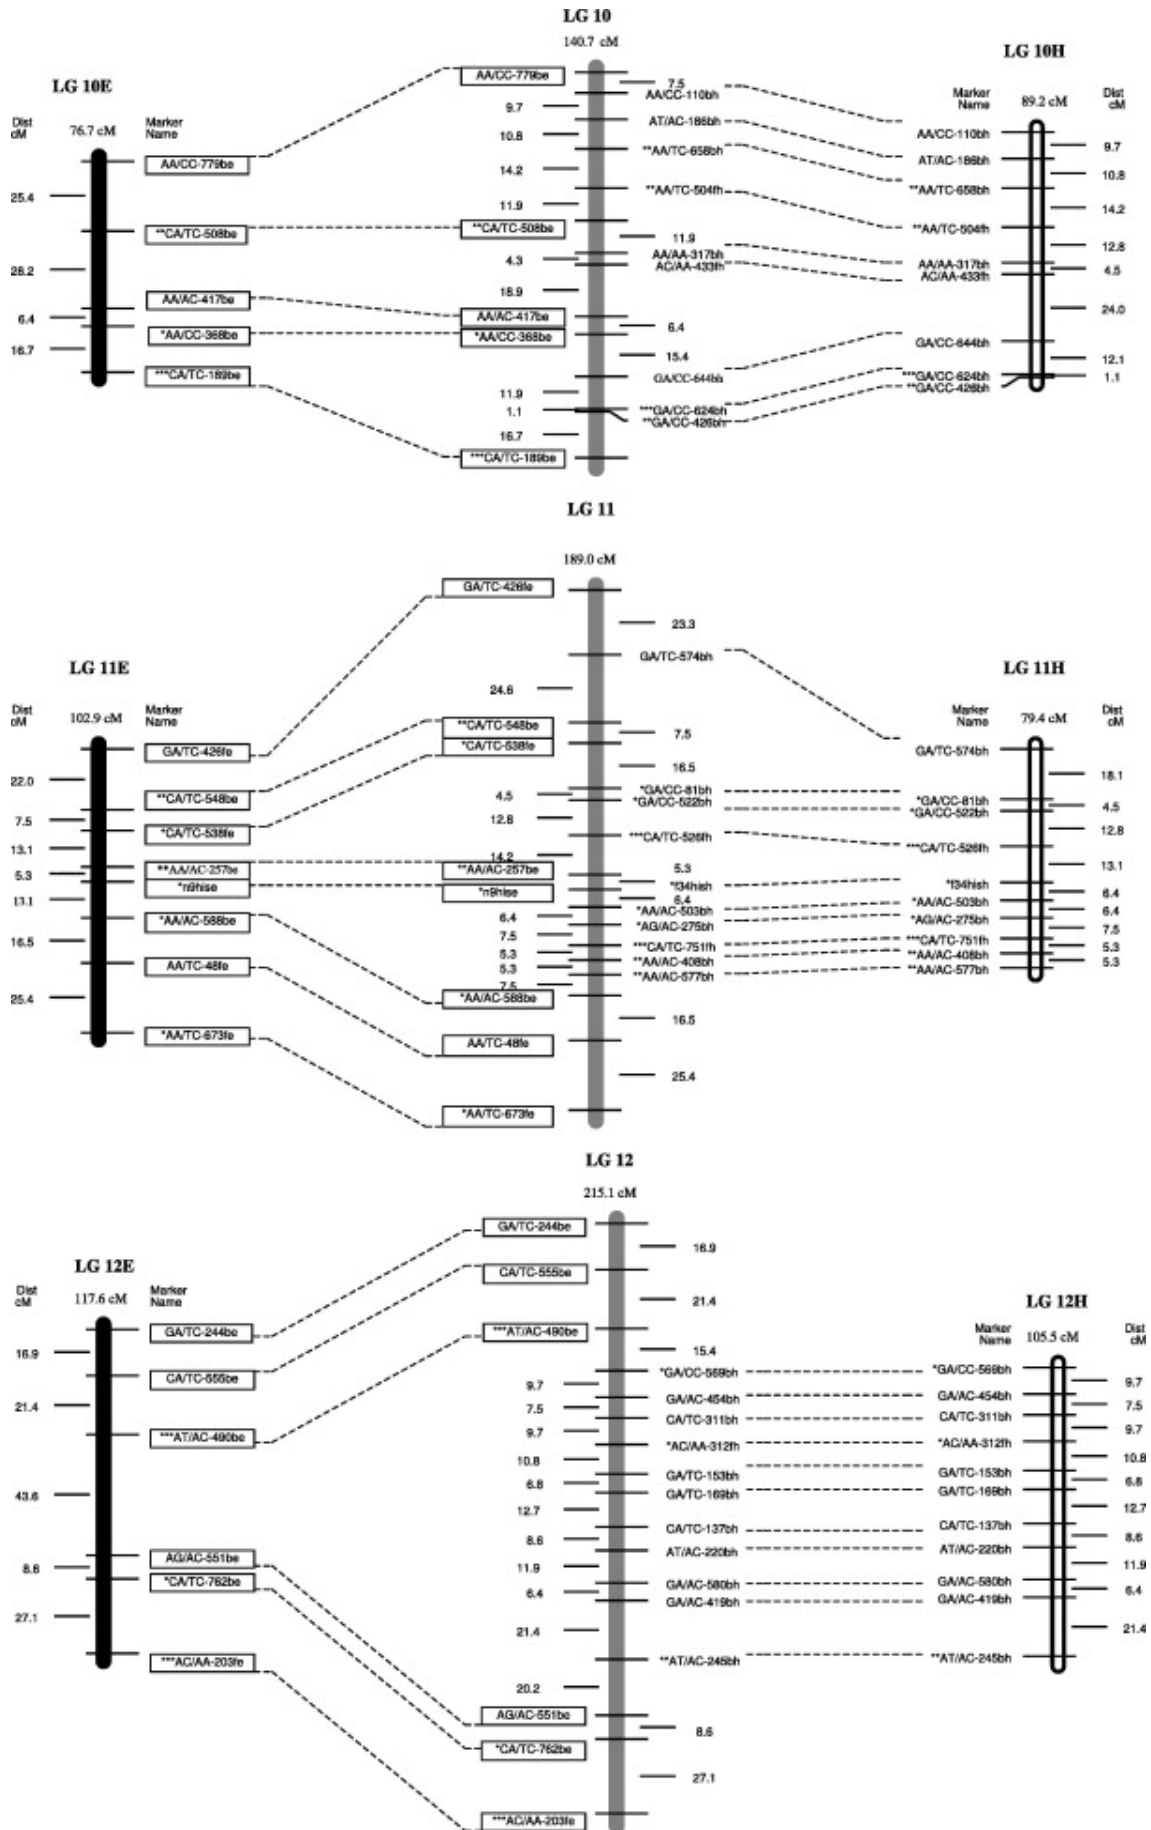 LG 10
140.7 cM
LG 10E
Dist cM
76.7 cM
Marker Name
AA/CC-779be
25.4
**CA/TC-508be
28.2
AA/AC-417be
6.4
*AA/CC-368be
16.7
***CA/TC-189be
AA/CC-779be
7.5
AA/CC-110bh
9.7
AT/AC-186bh
10.8
**AA/TC-658bh
14.2
**AA/TC-504fh
11.9
**CA/TC-508be
11.9
AA/AA-317bh
4.3
AC/AA-433fh
18.9
AA/AC-417be
6.4
*AA/CC-368be
15.4
GA/CC-644bh
11.9
***GA/CC-624bh
1.1
**GA/CC-426bh
16.7
***CA/TC-189be
LG 10H
Marker Name
89.2 cM
Dist cM
AA/CC-110bh
9.7
AT/AC-186bh
10.8
**AA/TC-658bh
14.2
**AA/TC-504fh
12.8
AA/AA-317bh
4.5
AC/AA-433fh
24.0
GA/CC-644bh
12.1
***GA/CC-624bh
1.1
**GA/CC-426bh
LG 11
189.0 cM
LG 11E
Dist cM
102.9 cM
Marker Name
GA/TC-426fe
22.0
**CA/TC-548be
7.5
*CA/TC-538fe
13.1
**AA/AC-257be
5.3
*n9hise
13.1
*AA/AC-588be
16.5
AA/TC-48fe
25.4
*AA/TC-673fe
GA/TC-426fe
23.3
GA/TC-574bh
24.6
**CA/TC-548be
7.5
*CA/TC-538fe
16.5
*GA/CC-81bh
4.5
*GA/CC-522bh
12.8
***CA/TC-526fh
14.2
**AA/AC-257be
5.3
*n9hise
*f34hish
6.4
*AA/AC-503bh
6.4
*AG/AC-275bh
7.5
***CA/TC-751fh
5.3
**AA/AC-408bh
5.3
**AA/AC-577bh
7.5
*AA/AC-588be
16.5
AA/TC-48fe
25.4
*AA/TC-673fe
LG 11H
Marker Name
79.4 cM
Dist cM
GA/TC-574bh
18.1
*GA/CC-81bh
4.5
*GA/CC-522bh
12.8
***CA/TC-526fh
13.1
*f34hish
6.4
*AA/AC-503bh
6.4
*AG/AC-275bh
7.5
***CA/TC-751fh
5.3
**AA/AC-408bh
5.3
**AA/AC-577bh
LG 12
215.1 cM
LG 12E
Dist cM
117.6 cM
Marker Name
GA/TC-244be
16.9
CA/TC-555be
21.4
***AT/AC-490be
43.6
AG/AC-551be
8.6
*CA/TC-762be
27.1
***AC/AA-203fe
GA/TC-244be
16.9
CA/TC-555be
21.4
***AT/AC-490be
15.4
*GA/CC-569bh
9.7
GA/AC-454bh
7.5
CA/TC-311bh
9.7
*AC/AA-312fh
10.8
GA/TC-153bh
6.8
GA/TC-169bh
12.7
CA/TC-137bh
8.6
AT/AC-220bh
11.9
GA/AC-580bh
6.4
GA/AC-419bh
21.4
**AT/AC-245bh
20.2
AG/AC-551be
8.6
*CA/TC-762be
27.1
***AC/AA-203fe
LG 12H
Marker Name
105.5 cM
Dist cM
*GA/CC-569bh
9.7
GA/AC-454bh
7.5
CA/TC-311bh
9.7
*AC/AA-312fh
10.8
GA/TC-153bh
6.8
GA/TC-169bh
12.7
CA/TC-137bh
8.6
AT/AC-220bh
11.9
GA/AC-580bh
6.4
GA/AC-419bh
21.4
**AT/AC-245bh